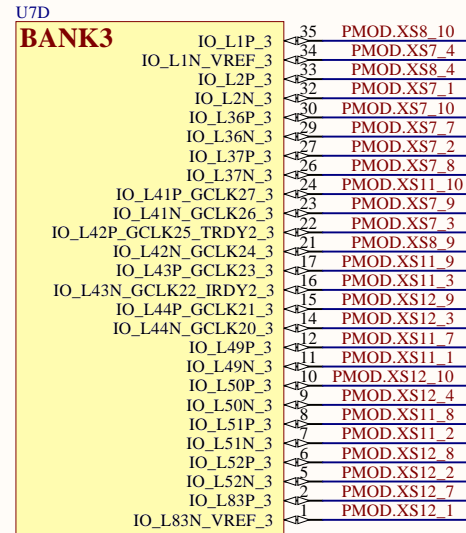 U7D
BANK3
IO_L1P_3 35 PMOD.XS8_10
IO_L1N_VREF_3 34 PMOD.XS7_4
IO_L2P_3 33 PMOD.XS8_4
IO_L2N_3 32 PMOD.XS7_1
IO_L36P_3 30 PMOD.XS7_10
IO_L36N_3 29 PMOD.XS7_7
IO_L37P_3 27 PMOD.XS7_2
IO_L37N_3 26 PMOD.XS7_8
IO_L41P_GCLK27_3 24 PMOD.XS11_10
IO_L41N_GCLK26_3 23 PMOD.XS7_9
IO_L42P_GCLK25_TRDY2_3 22 PMOD.XS7_3
IO_L42N_GCLK24_3 21 PMOD.XS8_9
IO_L43P_GCLK23_3 17 PMOD.XS11_9
IO_L43N_GCLK22_IRDY2_3 16 PMOD.XS11_3
IO_L44P_GCLK21_3 15 PMOD.XS12_9
IO_L44N_GCLK20_3 14 PMOD.XS12_3
IO_L49P_3 12 PMOD.XS11_7
IO_L49N_3 11 PMOD.XS11_1
IO_L50P_3 10 PMOD.XS12_10
IO_L50N_3 9 PMOD.XS12_4
IO_L51P_3 8 PMOD.XS11_8
IO_L51N_3 7 PMOD.XS11_2
IO_L52P_3 6 PMOD.XS12_8
IO_L52N_3 5 PMOD.XS12_2
IO_L83P_3 2 PMOD.XS12_7
IO_L83N_VREF_3 1 PMOD.XS12_1